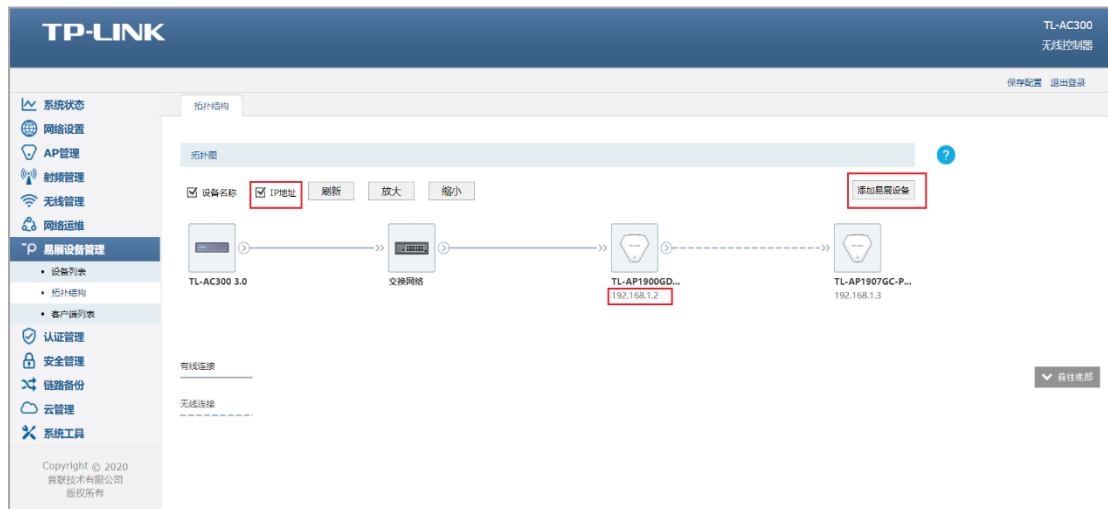 TP-LINK
TL-AC300
无线控制器
保存配置 退出登录
系统状态
网络设置
AP管理
射频管理
无线管理
网络运维
易展设备管理
• 设备列表
• 拓扑结构
• 客户端列表
认证管理
安全管理
链路备份
云管理
系统工具
Copyright © 2020
普联技术有限公司
版权所有
拓扑结构
拓扑图
?
设备名称 IP地址 刷新 放大 缩小 添加易展设备
TL-AC300 3.0 交换网络 TL-AP1900GD... TL-AP1907GC-P...
192.168.1.2 192.168.1.3
有线连接
前往底部
无线连接